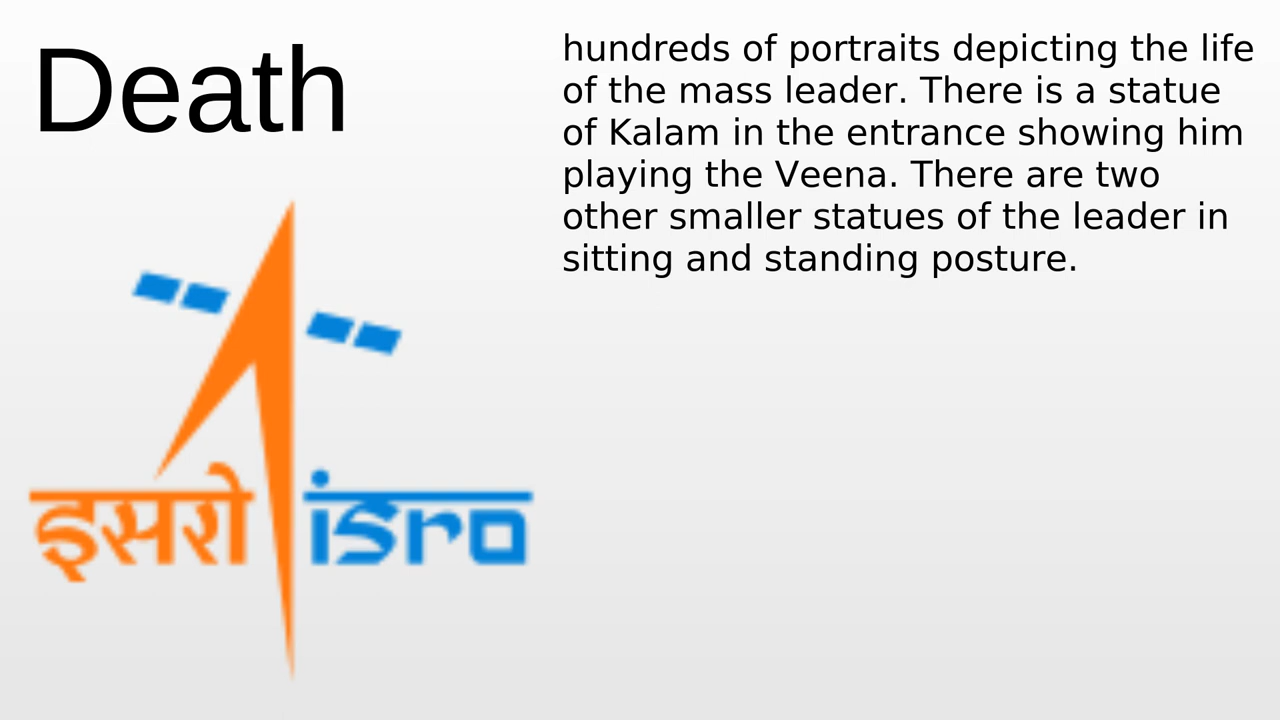 Death
hundreds of portraits depicting the life
of the mass leader. There is a statue
of Kalam in the entrance showing him
playing the Veena. There are two
other smaller statues of the leader in
sitting and standing posture.
इसरो isro